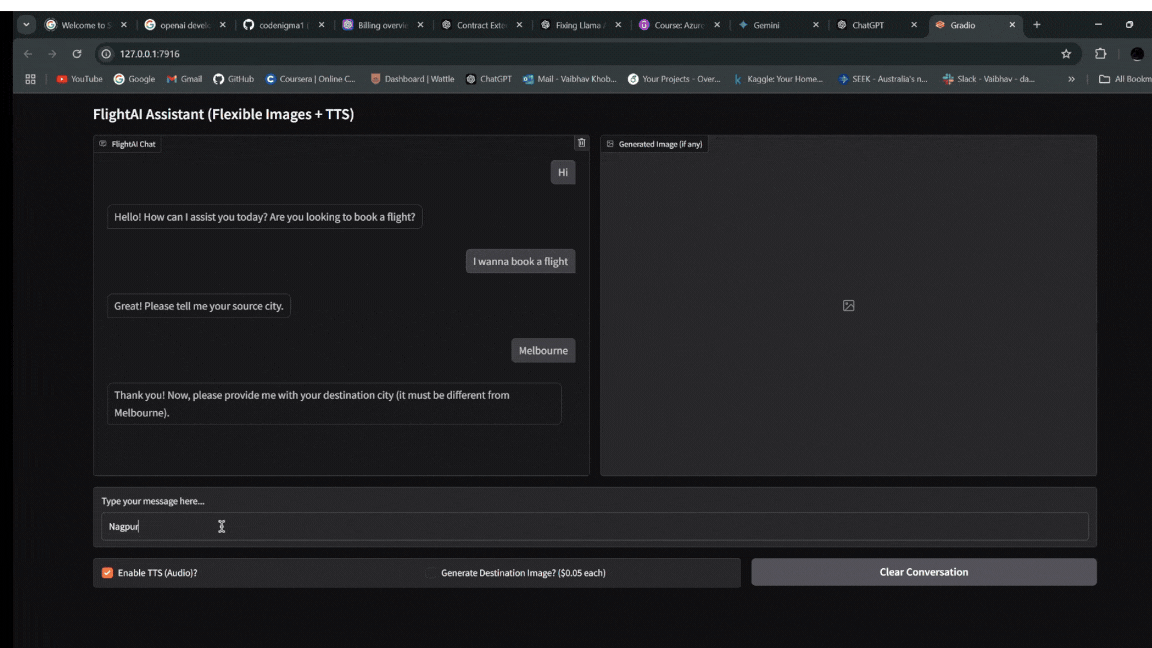 Welcome to S
openai develo
codenigma1
Billing overvie
Contract Exte
Fixing Llama
Course: Azure
Gemini
ChatGPT
Gradio
127.0.0.1:7916
YouTube
Google
Gmail
GitHub
Coursera | Online C...
Dashboard | Wattle
ChatGPT
Mail - Vaibhav Khob...
Your Projects - Over...
Kaggle: Your Home...
SEEK - Australia's n...
Slack - Vaibhav - da...
»
All Bookm
FlightAI Assistant (Flexible Images + TTS)
FlightAI Chat
Generated Image (if any)
Hi
Hello! How can I assist you today? Are you looking to book a flight?
I wanna book a flight
Great! Please tell me your source city.
Melbourne
Thank you! Now, please provide me with your destination city (it must be different from
Melbourne).
Type your message here...
Nagpur
Enable TTS (Audio)?
Generate Destination Image? ($0.05 each)
Clear Conversation